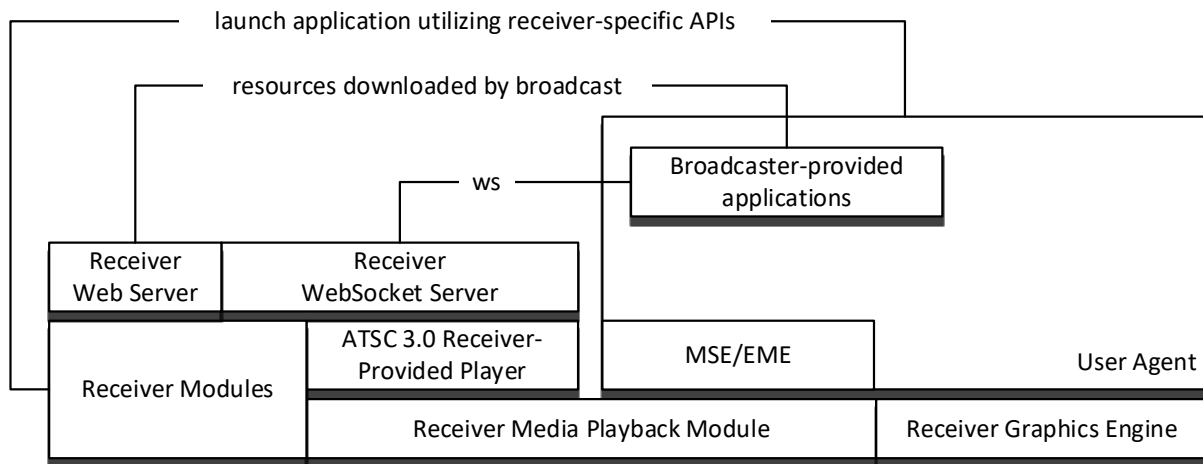 launch application utilizing receiver-specific APIs
resources downloaded by broadcast
Broadcaster-provided
applications
ws
Receiver
Web Server
Receiver
WebSocket Server
ATSC 3.0 Receiver-
Provided Player
MSE/EME
User Agent
Receiver Modules
Receiver Media Playback Module
Receiver Graphics Engine